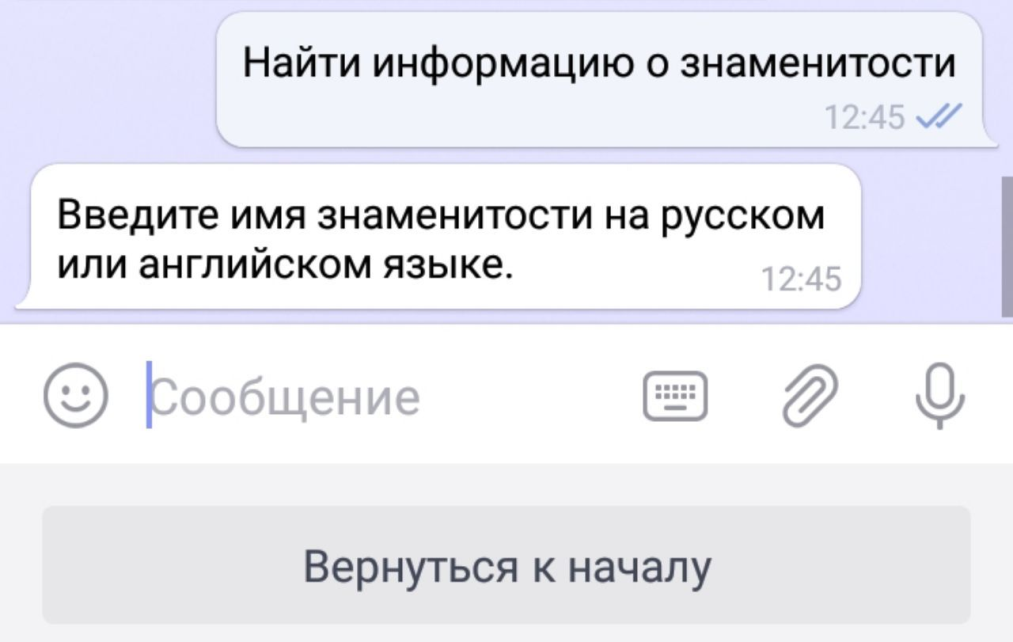 Найти информацию о знаменитости
12:45
Введите имя знаменитости на русском
или английском языке.
12:45
Сообщение
Вернуться к началу